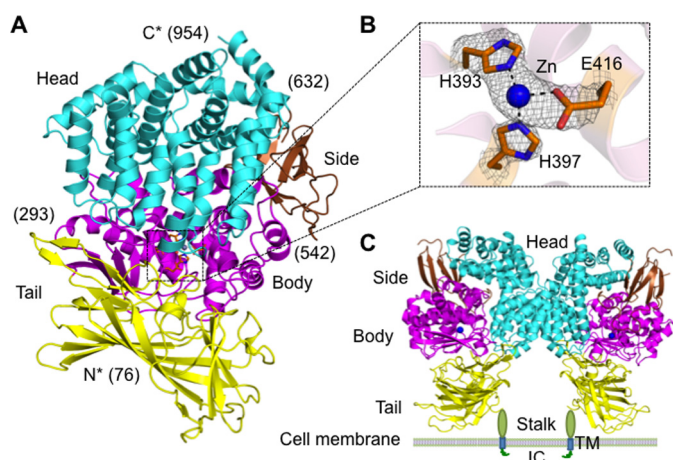 A
C* (954)
Head
(632)
Side
(293)
(542)
Tail
Body
N* (76)
B
Zn
E416
H393
H397
C
Head
Side
Body
Tail
Stalk
Cell membrane
TM
IC